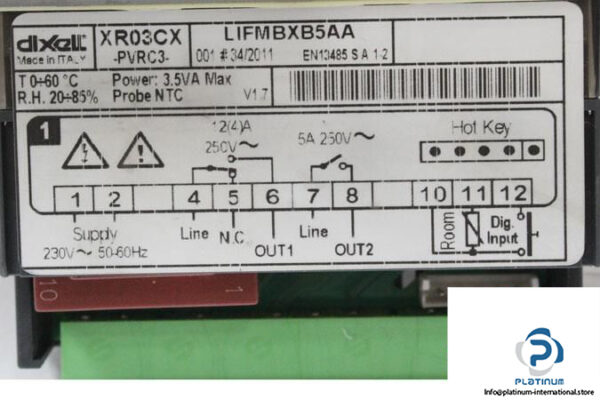 dixell
Made in ITALY
XR03CX
-PVRC3-
LIFMBXB5AA
001 # 34/2011 EN13485 S A 1-2
T 0÷60 °C Power: 3.5VA Max
R.H. 20÷85% Probe NTC V1.7
1
12(4)A
250V~
5A 250V~
Hot Key
1 2 4 5 6 7 8 10 11 12
Supply
230V~ 50-60Hz
Line
N.C.
OUT1
Line
OUT2
Room
Dig.
Input
10
1
PLATINUM
Info@platinum-international.store